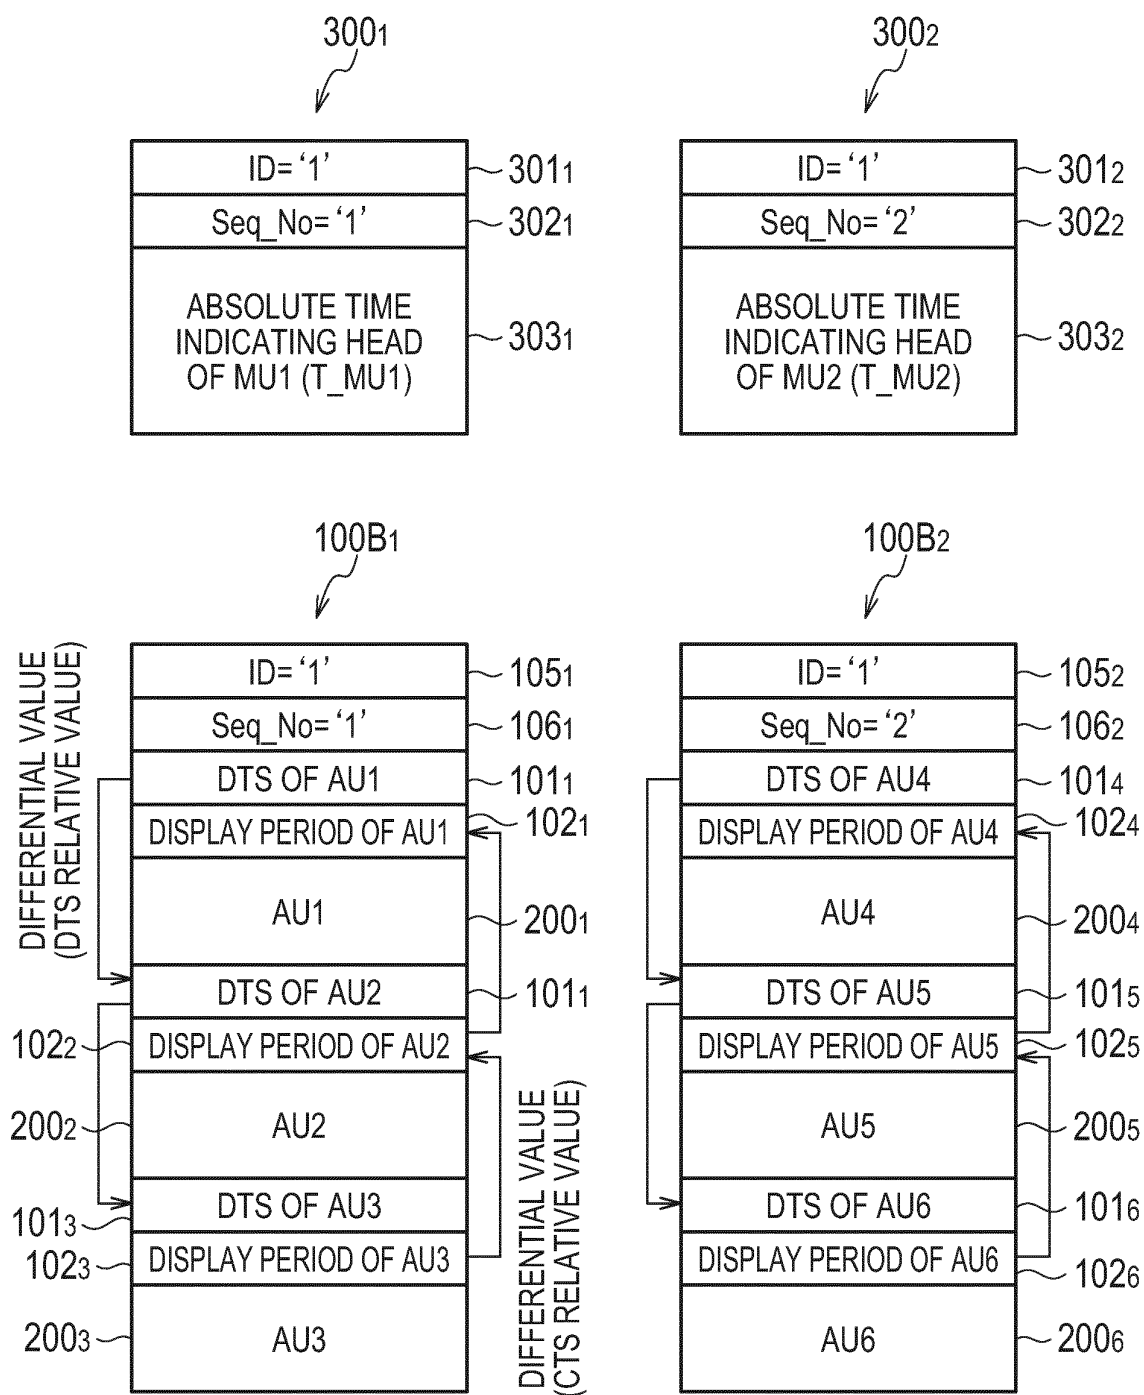 300₁
300₂
ID= ‘1’
301₁
Seq_No= ‘1’
302₁
ABSOLUTE TIME
INDICATING HEAD
OF MU1 (T_MU1)
303₁
ID= ‘1’
301₂
Seq_No= ‘2’
302₂
ABSOLUTE TIME
INDICATING HEAD
OF MU2 (T_MU2)
303₂
100B₁
ID= ‘1’
105₁
Seq_No= ‘1’
106₁
DTS OF AU1
101₁
DISPLAY PERIOD OF AU1
102₁
AU1
200₁
DTS OF AU2
101₁
DISPLAY PERIOD OF AU2
102₂
AU2
200₂
DTS OF AU3
101₃
DISPLAY PERIOD OF AU3
102₃
AU3
200₃
DIFFERENTIAL VALUE
(DTS RELATIVE VALUE)
DIFFERENTIAL VALUE
(CTS RELATIVE VALUE)
100B₂
ID= ‘1’
105₂
Seq_No= ‘2’
106₂
DTS OF AU4
101₄
DISPLAY PERIOD OF AU4
102₄
AU4
200₄
DTS OF AU5
101₅
DISPLAY PERIOD OF AU5
102₅
AU5
200₅
DTS OF AU6
101₆
DISPLAY PERIOD OF AU6
102₆
AU6
200₆